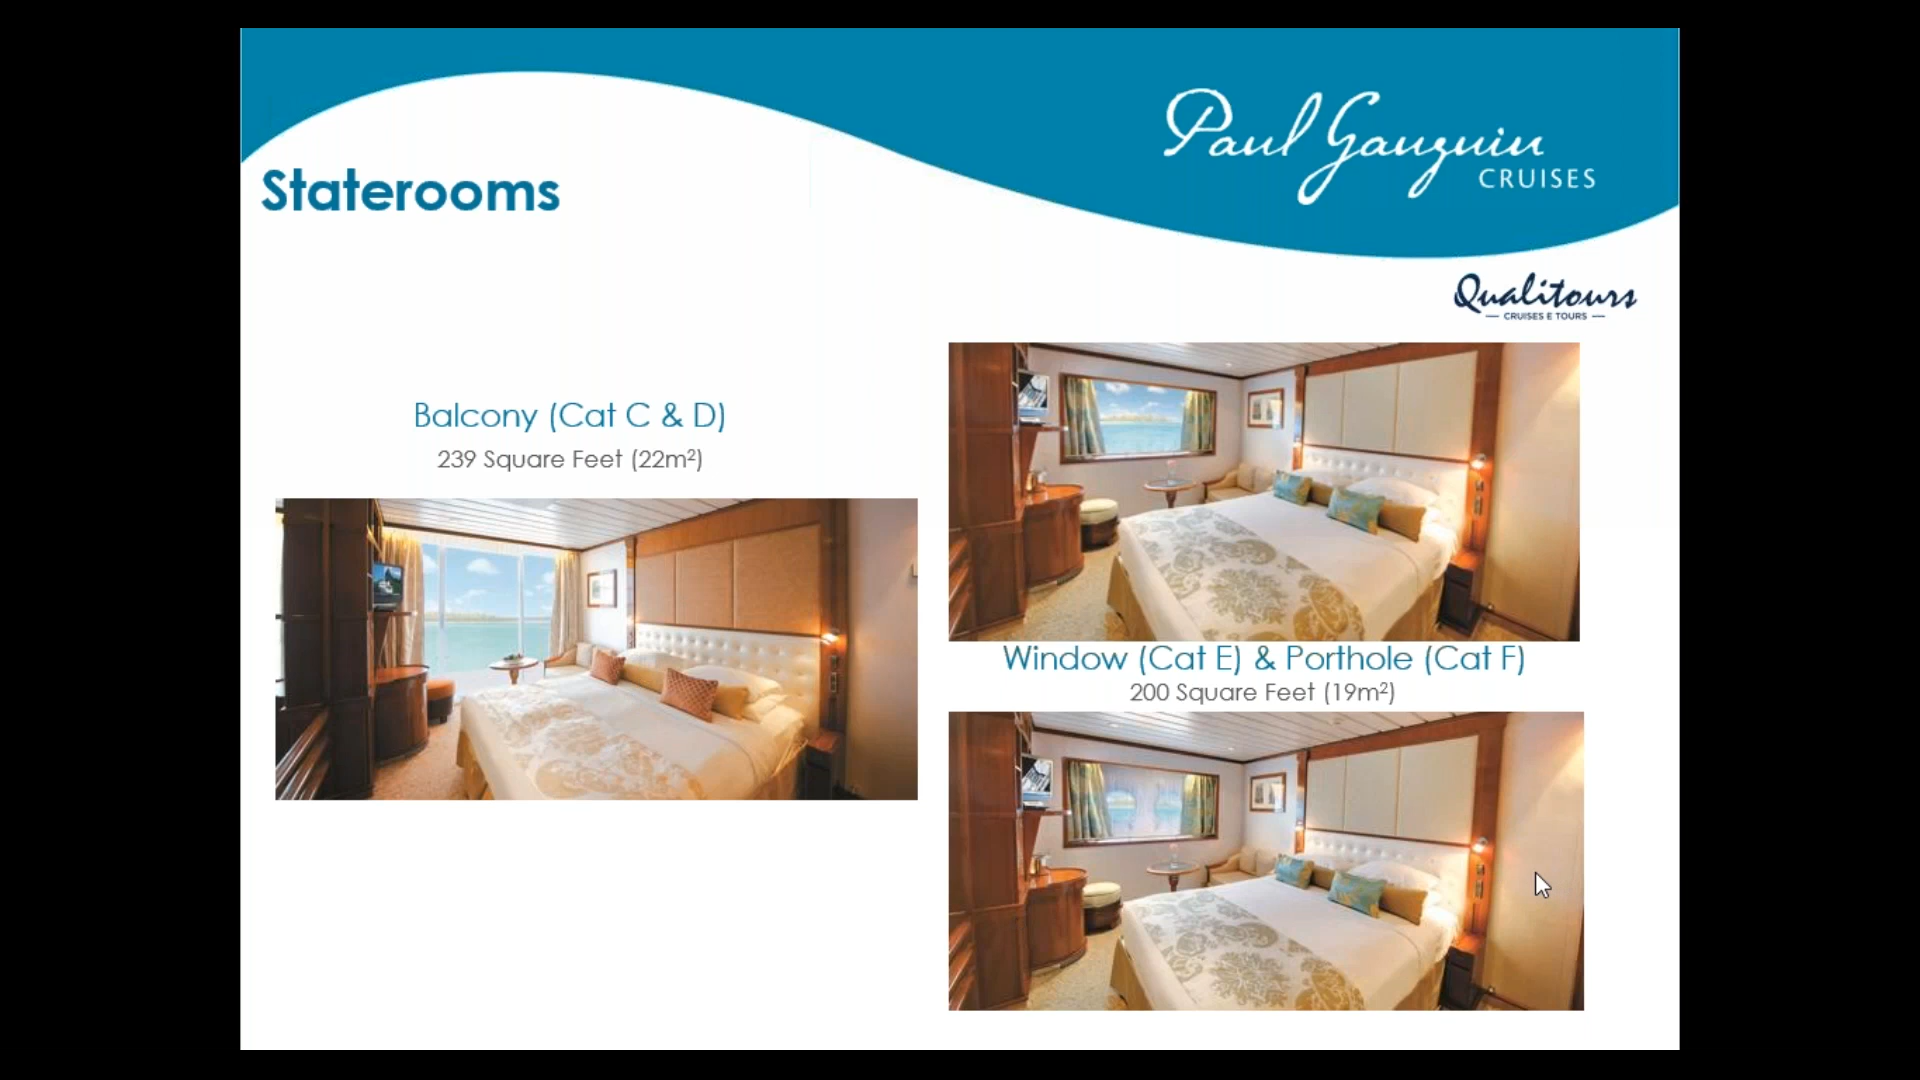 Paul Gauguin
CRUISES
Staterooms
Qualitours
— CRUISES E TOURS —
Balcony (Cat C & D)
239 Square Feet (22m²)
Window (Cat E) & Porthole (Cat F)
200 Square Feet (19m²)